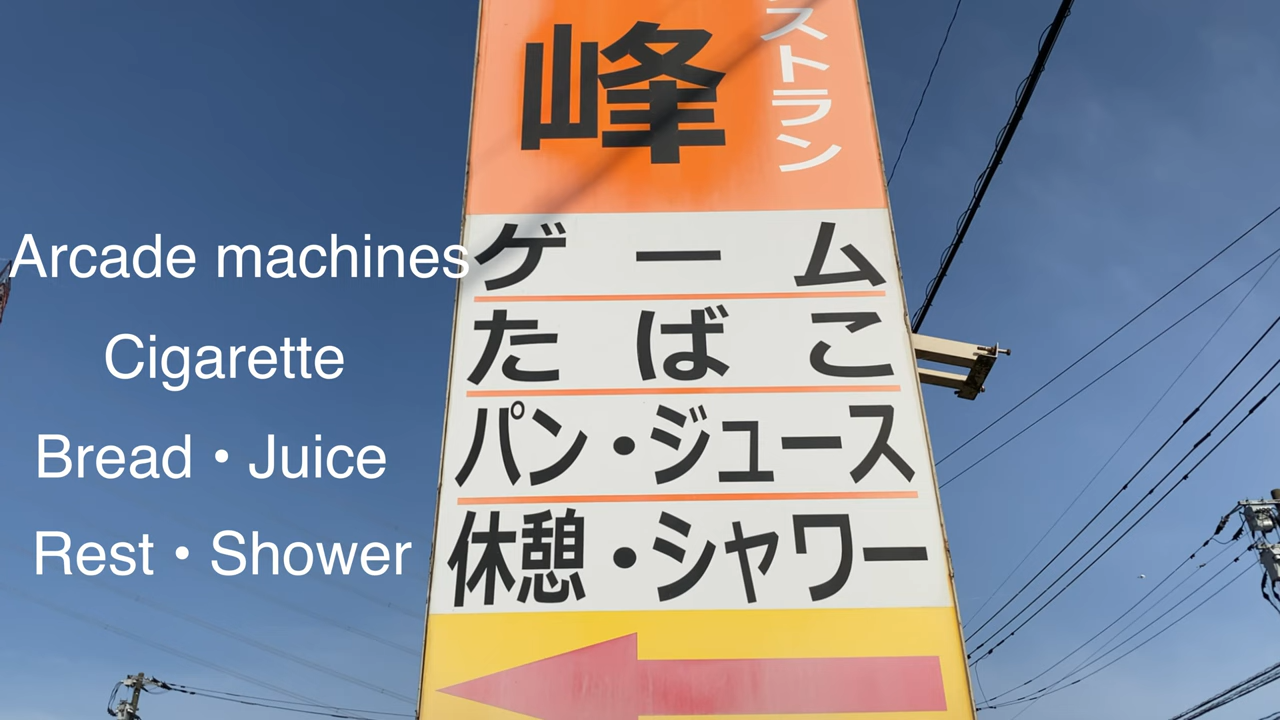 峰
ストラン
Arcade machines
ゲーム
Cigarette
たばこ
Bread・Juice
パン・ジュース
Rest・Shower
休憩・シャワー